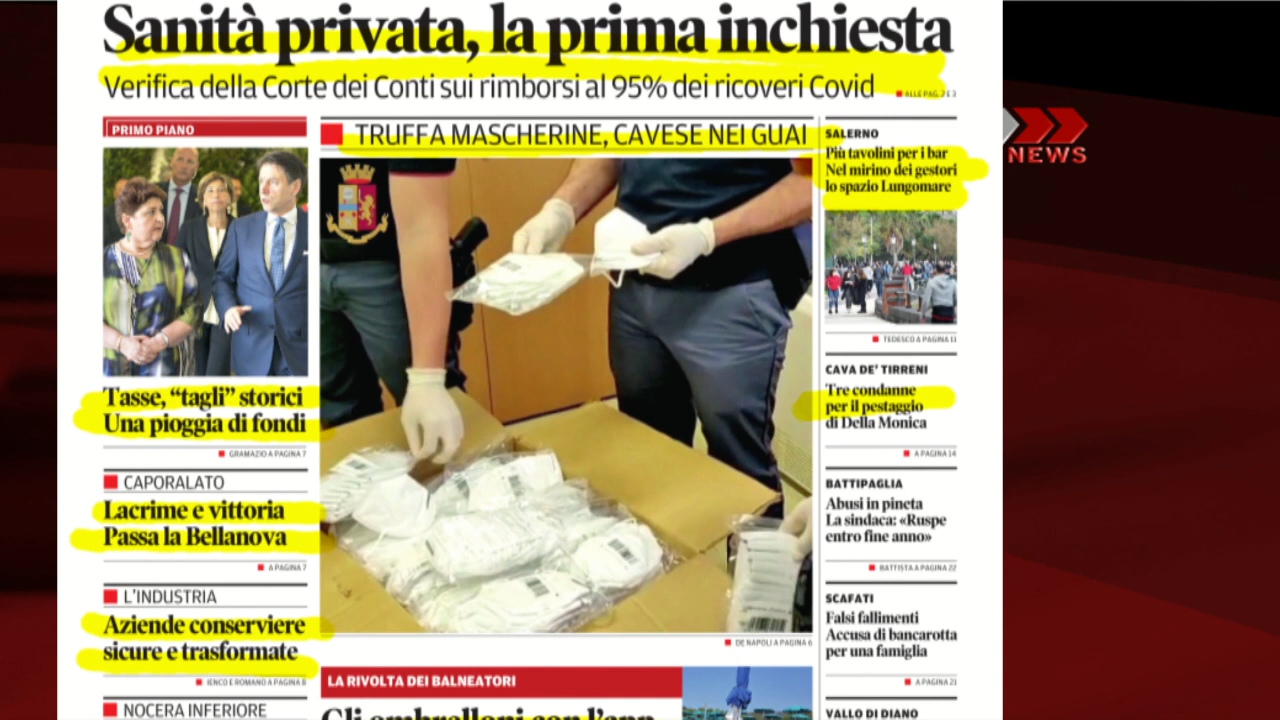 Sanità privata, la prima inchiesta
Verifica della Corte dei Conti sui rimborsi al 95% dei ricoveri Covid
ALLE PAG. 2 E 3
PRIMO PIANO
Tasse, “tagli” storici
Una pioggia di fondi
GRAMAZIO A PAGINA 7
CAPORALATO
Lacrime e vittoria
Passa la Bellanova
A PAGINA 7
L'INDUSTRIA
Aziende conserviere
sicure e trasformate
IENCO E ROMANO A PAGINA 8
NOCERA INFERIORE
TRUFFA MASCHERINE, CAVESE NEI GUAI
DE NAPOLI A PAGINA 6
LA RIVOLTA DEI BALNEATORI
Gli ombrelloni con l'app
SALERNO
Più tavolini per i bar
Nel mirino dei gestori
lo spazio Lungomare
TEDESCO A PAGINA 11
CAVA DE' TIRRENI
Tre condanne
per il pestaggio
di Della Monica
A PAGINA 14
BATTIPAGLIA
Abusi in pineta
La sindaca: «Ruspe
entro fine anno»
BATTISTA A PAGINA 22
SCAFATI
Falsi fallimenti
Accusa di bancarotta
per una famiglia
A PAGINA 21
VALLO DI DIANO
NEWS